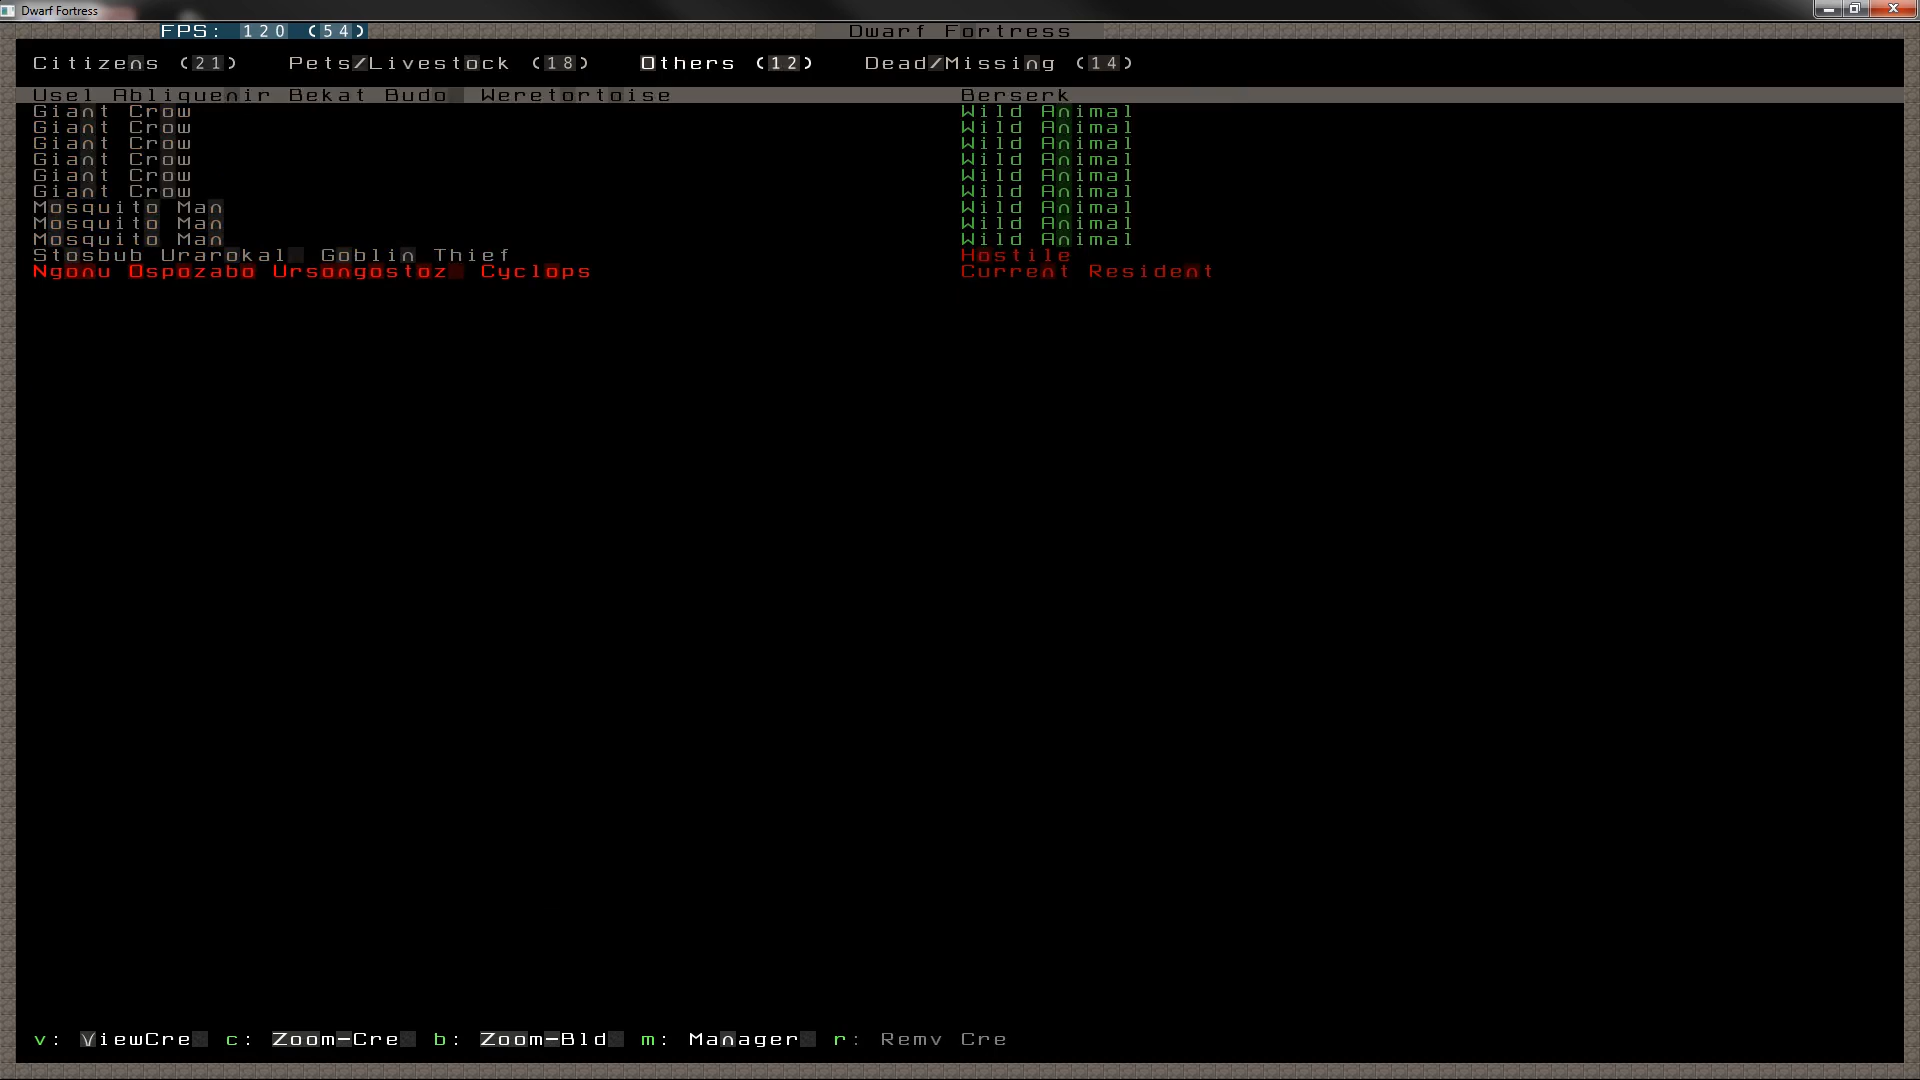 Dwarf Fortress
FPS: 120 (54) Dwarf Fortress
Citizens (21) Pets/Livestock (18) Others (12) Dead/Missing (14)
Usel Abliquenir Bekat Budo Weretortoise Berserk
Giant Crow Wild Animal
Giant Crow Wild Animal
Giant Crow Wild Animal
Giant Crow Wild Animal
Giant Crow Wild Animal
Giant Crow Wild Animal
Mosquito Man Wild Animal
Mosquito Man Wild Animal
Mosquito Man Wild Animal
Stosbub Urarokal Goblin Thief Hostile
Ngonu Ospozabo Ursongostoz Cyclops Current Resident
v: ViewCre c: Zoom-Cre b: Zoom-Bld m: Manager r: Remv Cre